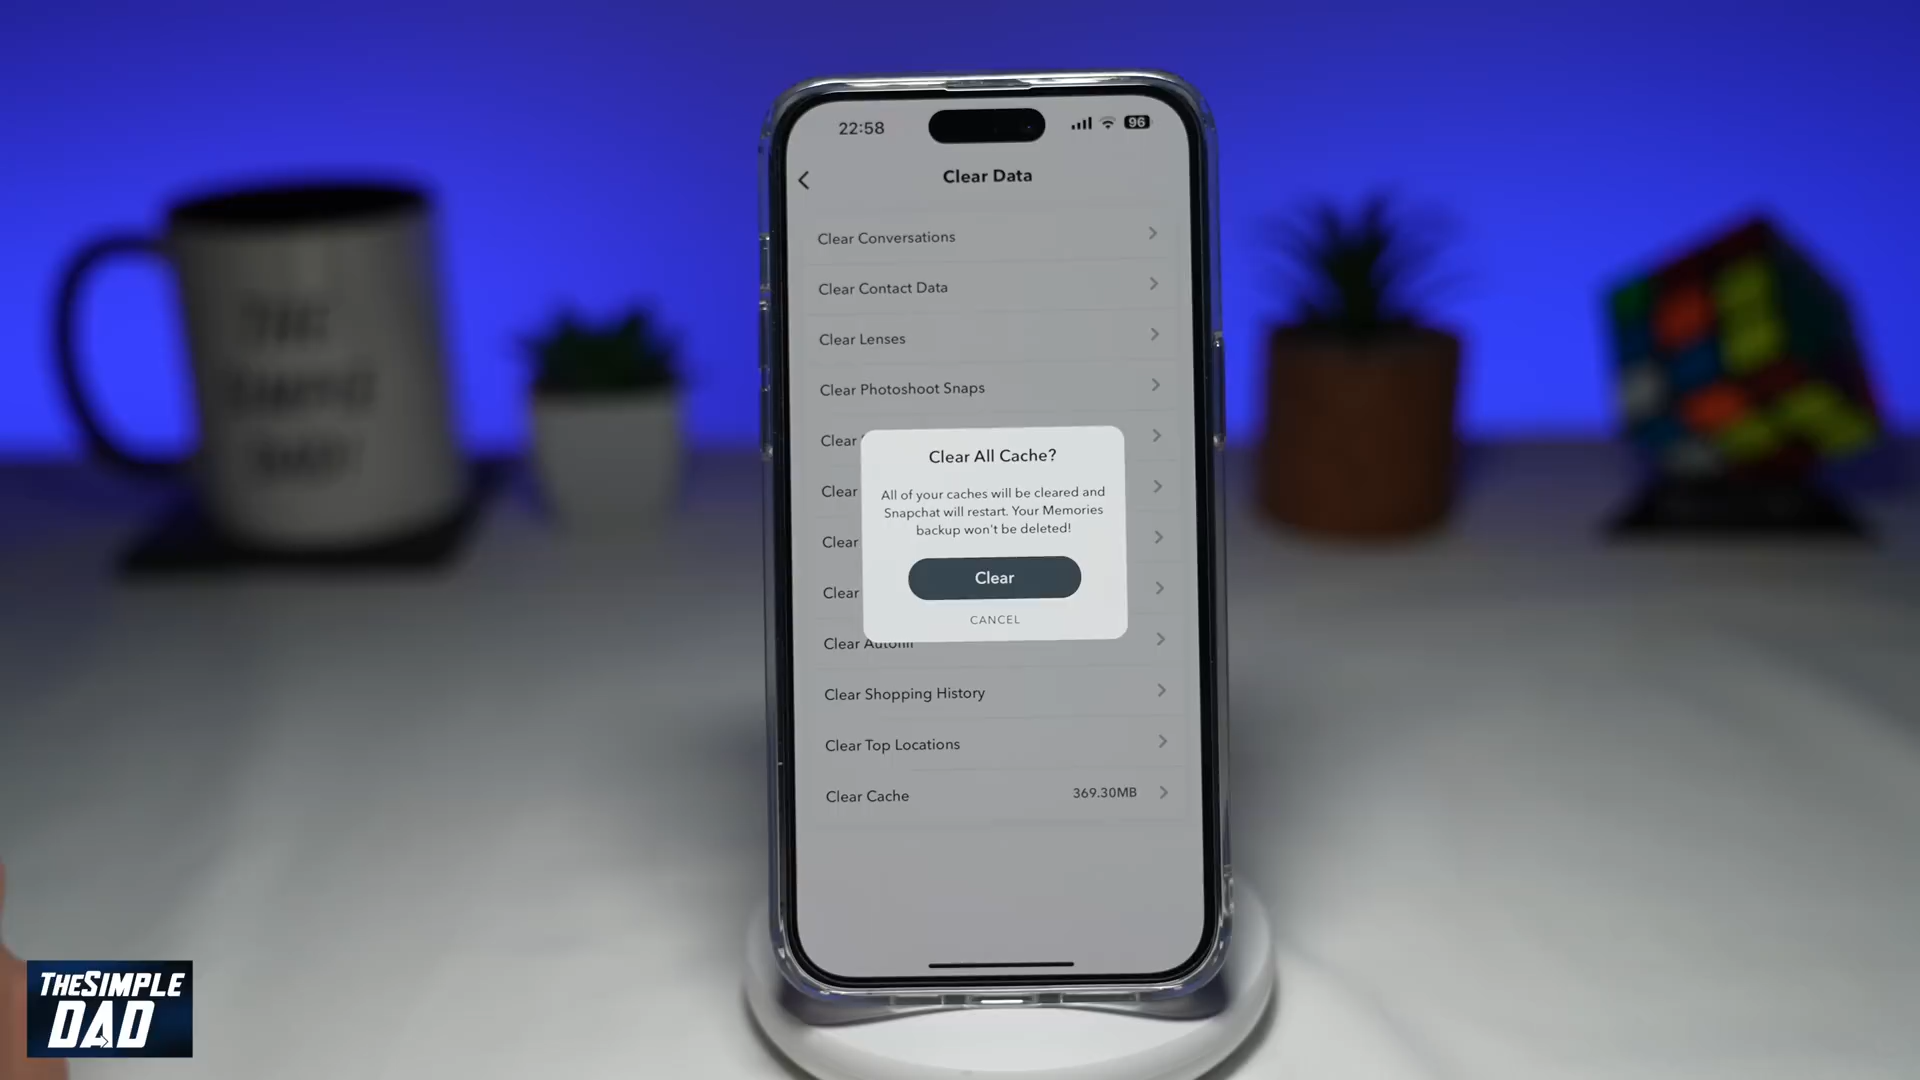 22:58
96
Clear Data
Clear Conversations
Clear Contact Data
Clear Lenses
Clear Photoshoot Snaps
Clear
Clear
Clear
Clear
Clear All Cache?
All of your caches will be cleared and
Snapchat will restart. Your Memories
backup won't be deleted!
Clear
CANCEL
Clear Autofill
Clear Shopping History
Clear Top Locations
Clear Cache 369.30MB
THESIMPLE
DAD